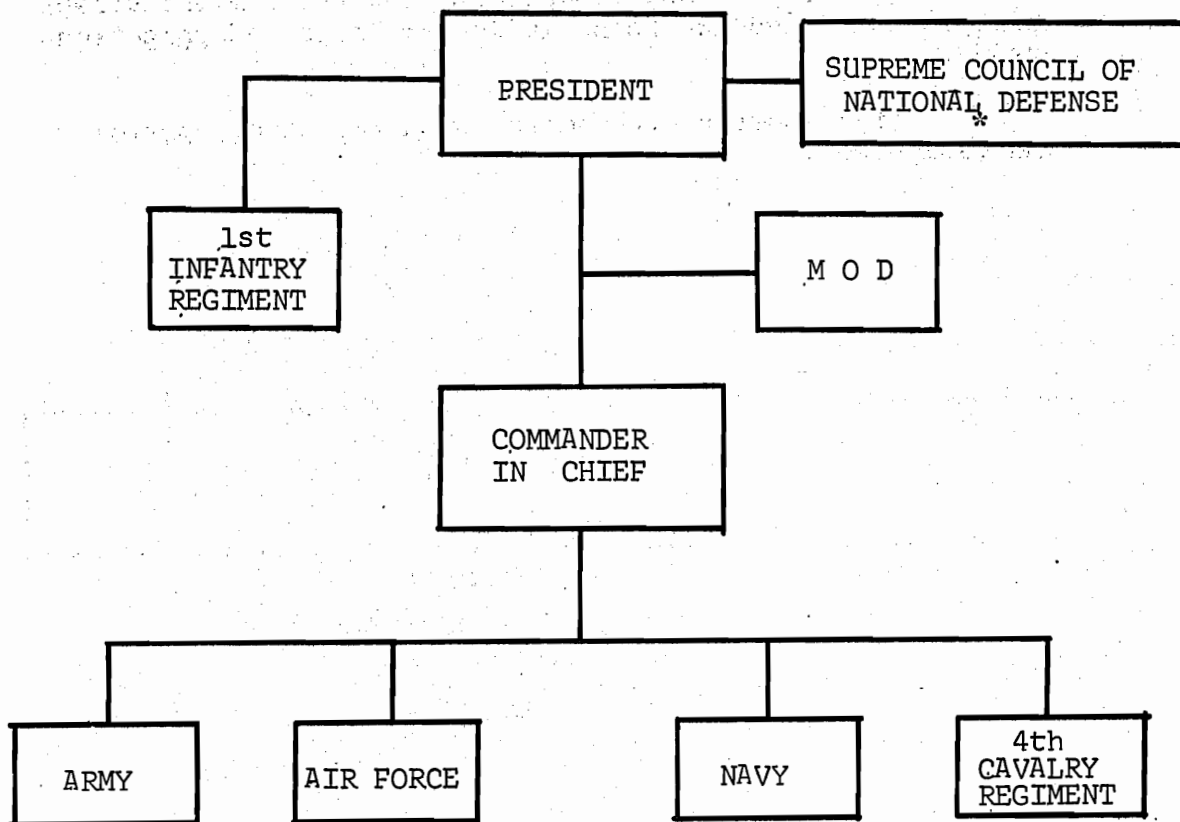 PRESIDENT
SUPREME COUNCIL OF
NATIONAL DEFENSE
*
1st
INFANTRY
REGIMENT
M O D
COMMANDER
IN CHIEF
ARMY
AIR FORCE
NAVY
4th
CAVALRY
REGIMENT